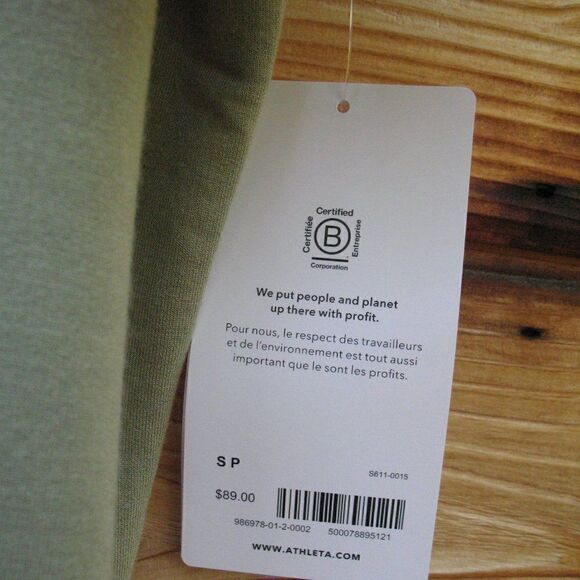 Certified
Certifiée
B
Entreprise
Corporation
We put people and planet
up there with profit.
Pour nous, le respect des travailleurs
et de l'environnement est tout aussi
important que le sont les profits.
S P
S611-0015
$89.00
986978-01-2-0002 500078895121
WWW.ATHLETA.COM